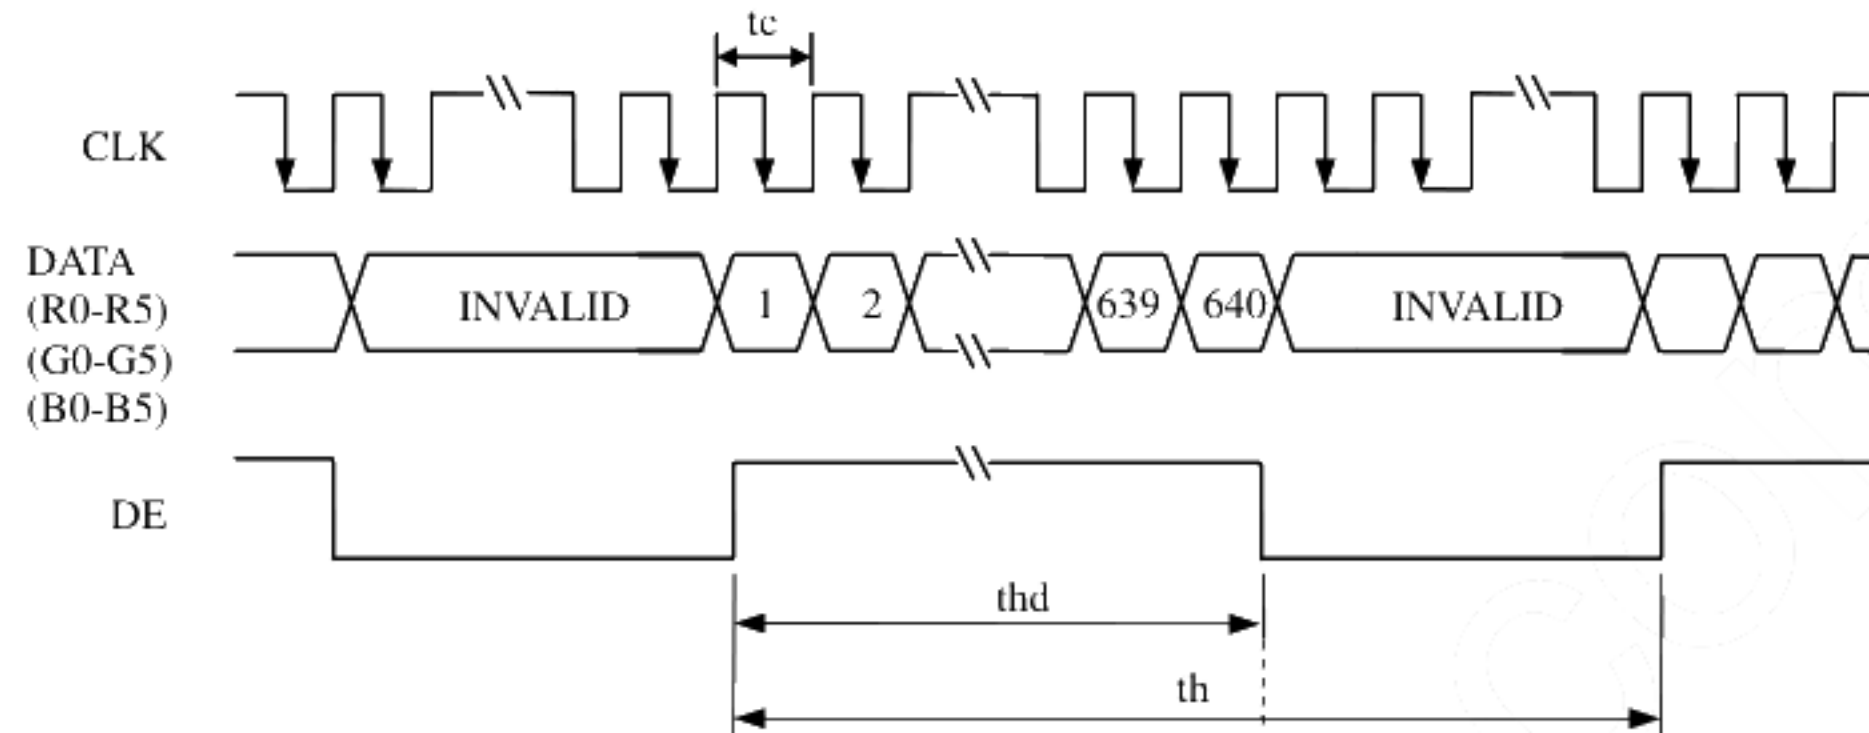 tc
CLK
DATA
(R0-R5)
(G0-G5)
(B0-B5)
INVALID 1 2 639 640 INVALID
DE
thd
th